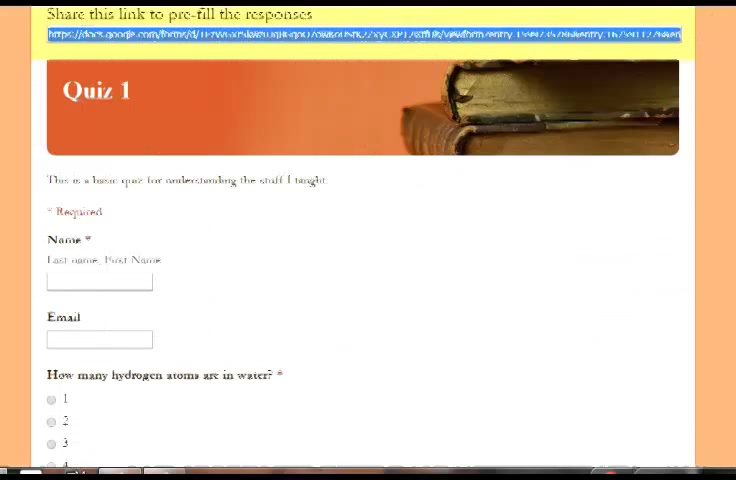 Share this link to pre-fill the responses
Quiz 1
This is a basic quiz for understanding the stuff I taught
* Required
Name *
Last name, First Name
Email
How many hydrogen atoms are in water? *
1
2
3
4